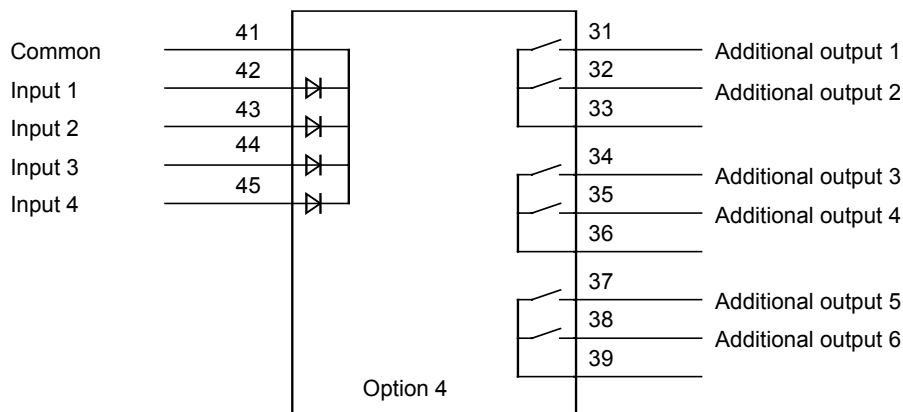 Common 41
Input 1 42
Input 2 43
Input 3 44
Input 4 45
31 Additional output 1
32 Additional output 2
33
34 Additional output 3
35 Additional output 4
36
37 Additional output 5
38 Additional output 6
39
Option 4